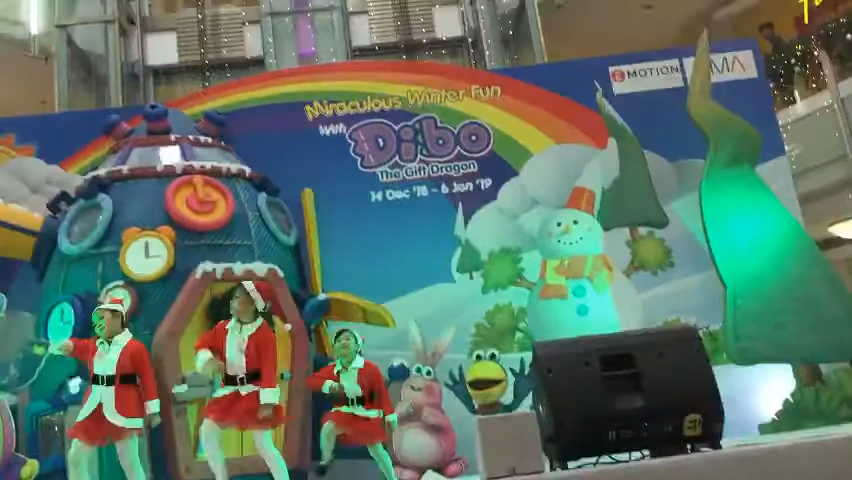 Miraculous Winter Fun
With
Dibo
The Gift Dragon
14 Dec '18 - 6 Jan '19
MOTION